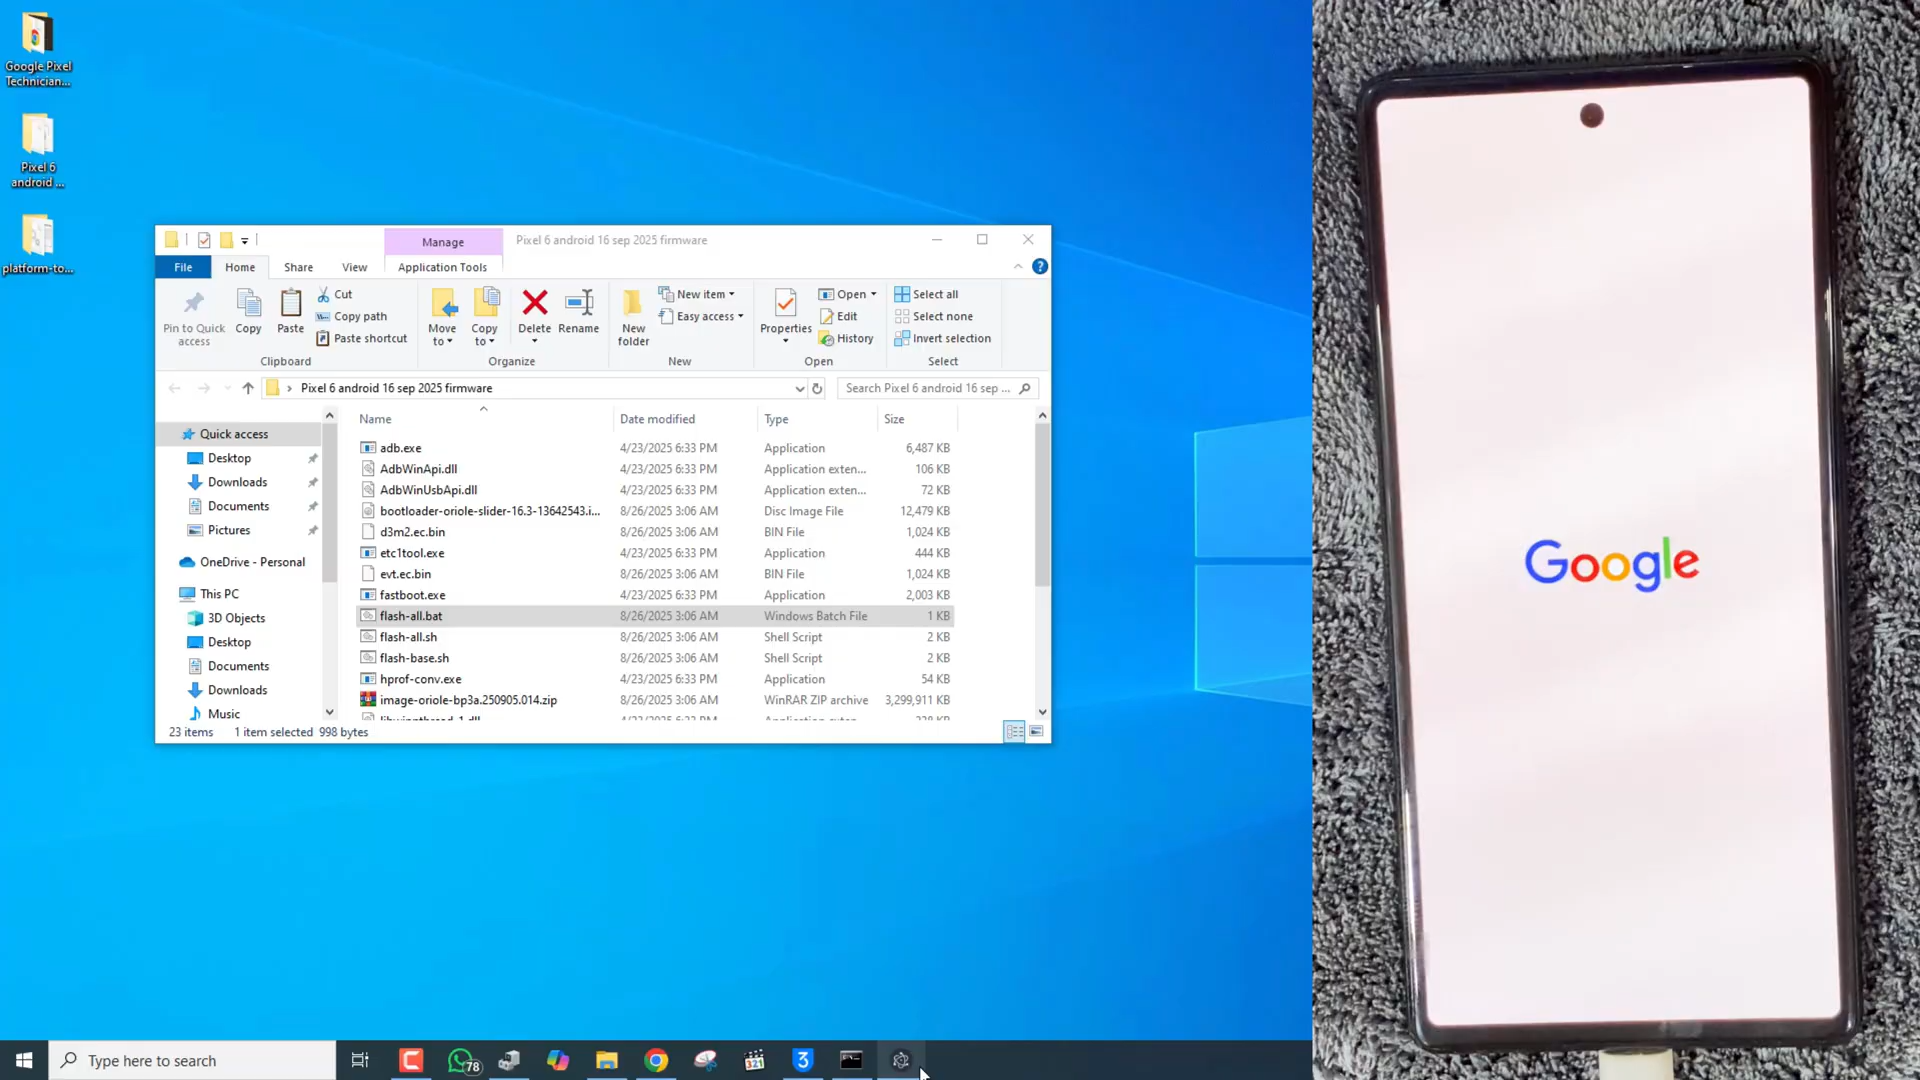 Google Pixel
Technician...
Pixel 6
android ...
platform-to...
Manage
Pixel 6 android 16 sep 2025 firmware
File
Home
Share
View
Application Tools
Pin to Quick
access
Copy
Paste
Cut
Copy path
Paste shortcut
Clipboard
Move
to
Copy
to
Delete
Rename
Organize
New
folder
New item
Easy access
New
Properties
Open
Edit
History
Open
Select all
Select none
Invert selection
Select
Pixel 6 android 16 sep 2025 firmware
Search Pixel 6 android 16 sep ...
Name Date modified Type Size
Quick access
Desktop
Downloads
Documents
Pictures
OneDrive - Personal
This PC
3D Objects
Desktop
Documents
Downloads
Music
adb.exe 4/23/2025 6:33 PM Application 6,487 KB
AdbWinApi.dll 4/23/2025 6:33 PM Application exten... 106 KB
AdbWinUsbApi.dll 4/23/2025 6:33 PM Application exten... 72 KB
bootloader-oriole-slider-16.3-13642543.i... 8/26/2025 3:06 AM Disc Image File 12,479 KB
d3m2.ec.bin 8/26/2025 3:06 AM BIN File 1,024 KB
etc1tool.exe 4/23/2025 6:33 PM Application 444 KB
evt.ec.bin 8/26/2025 3:06 AM BIN File 1,024 KB
fastboot.exe 4/23/2025 6:33 PM Application 2,003 KB
flash-all.bat 8/26/2025 3:06 AM Windows Batch File 1 KB
flash-all.sh 8/26/2025 3:06 AM Shell Script 2 KB
flash-base.sh 8/26/2025 3:06 AM Shell Script 2 KB
hprof-conv.exe 4/23/2025 6:33 PM Application 54 KB
image-oriole-bp3a.250905.014.zip 8/26/2025 3:06 AM WinRAR ZIP archive 3,299,911 KB
23 items 1 item selected 998 bytes
Type here to search
78
321
3
Google